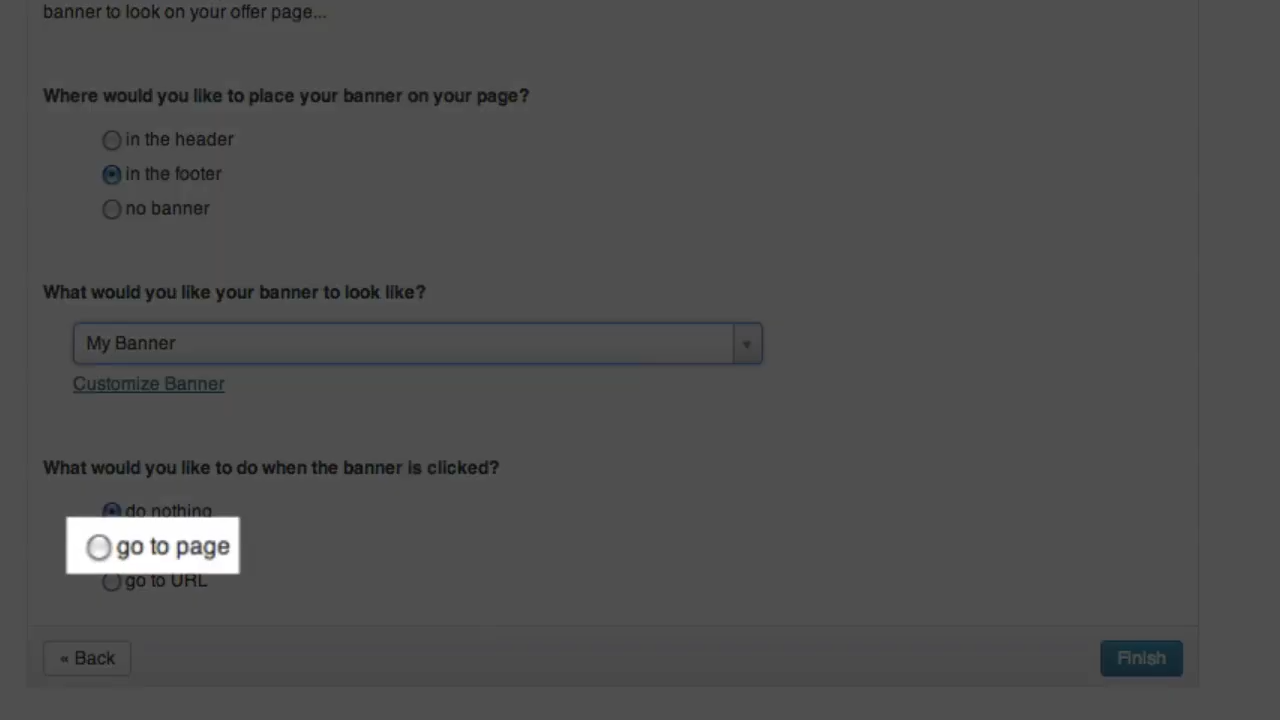 banner to look on your offer page...
Where would you like to place your banner on your page?
in the header
in the footer
no banner
What would you like your banner to look like?
My Banner
Customize Banner
What would you like to do when the banner is clicked?
do nothing
go to page
go to URL
« Back
Finish